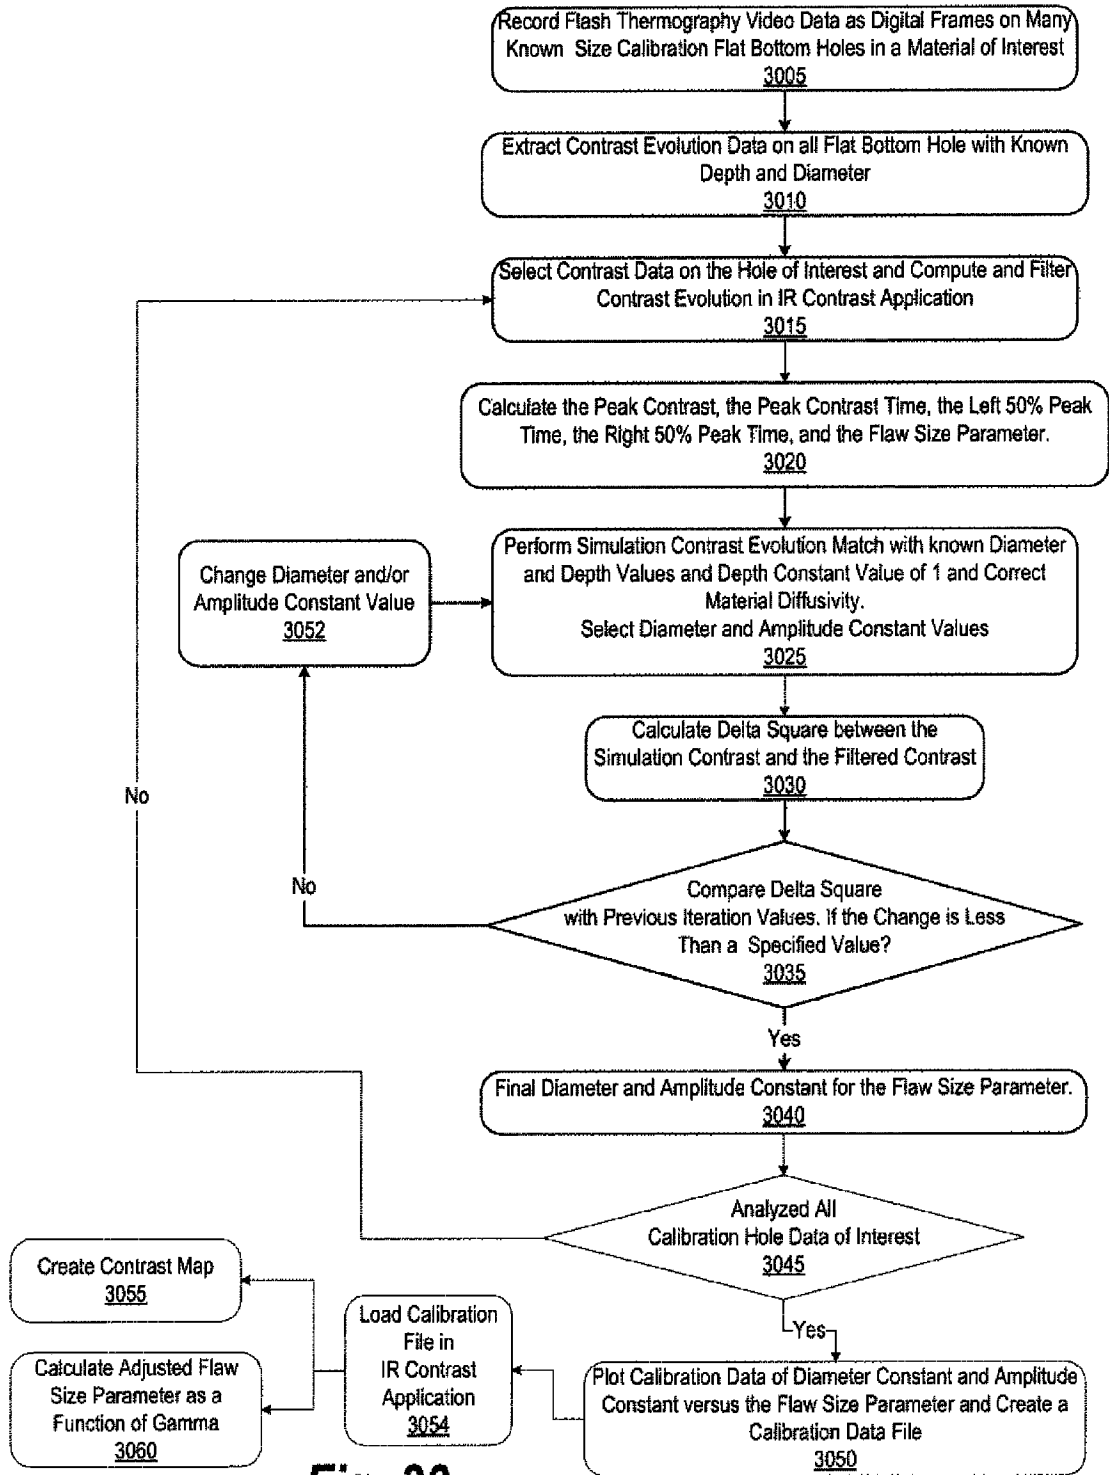 Record Flash Thermography Video Data as Digital Frames on Many
Known Size Calibration Flat Bottom Holes in a Material of Interest
3005
Extract Contrast Evolution Data on all Flat Bottom Hole with Known
Depth and Diameter
3010
Select Contrast Data on the Hole of Interest and Compute and Filter
Contrast Evolution in IR Contrast Application
3015
Calculate the Peak Contrast, the Peak Contrast Time, the Left 50% Peak
Time, the Right 50% Peak Time, and the Flaw Size Parameter.
3020
Perform Simulation Contrast Evolution Match with known Diameter
and Depth Values and Depth Constant Value of 1 and Correct
Material Diffusivity.
Select Diameter and Amplitude Constant Values
3025
Change Diameter and/or
Amplitude Constant Value
3052
Calculate Delta Square between the
Simulation Contrast and the Filtered Contrast
3030
No
No
Compare Delta Square
with Previous Iteration Values. If the Change is Less
Than a Specified Value?
3035
Yes
Final Diameter and Amplitude Constant for the Flaw Size Parameter.
3040
Analyzed All
Calibration Hole Data of Interest
3045
Yes
Create Contrast Map
3055
Load Calibration
File in
IR Contrast
Application
3054
Calculate Adjusted Flaw
Size Parameter as a
Function of Gamma
3060
Plot Calibration Data of Diameter Constant and Amplitude
Constant versus the Flaw Size Parameter and Create a
Calibration Data File
3050